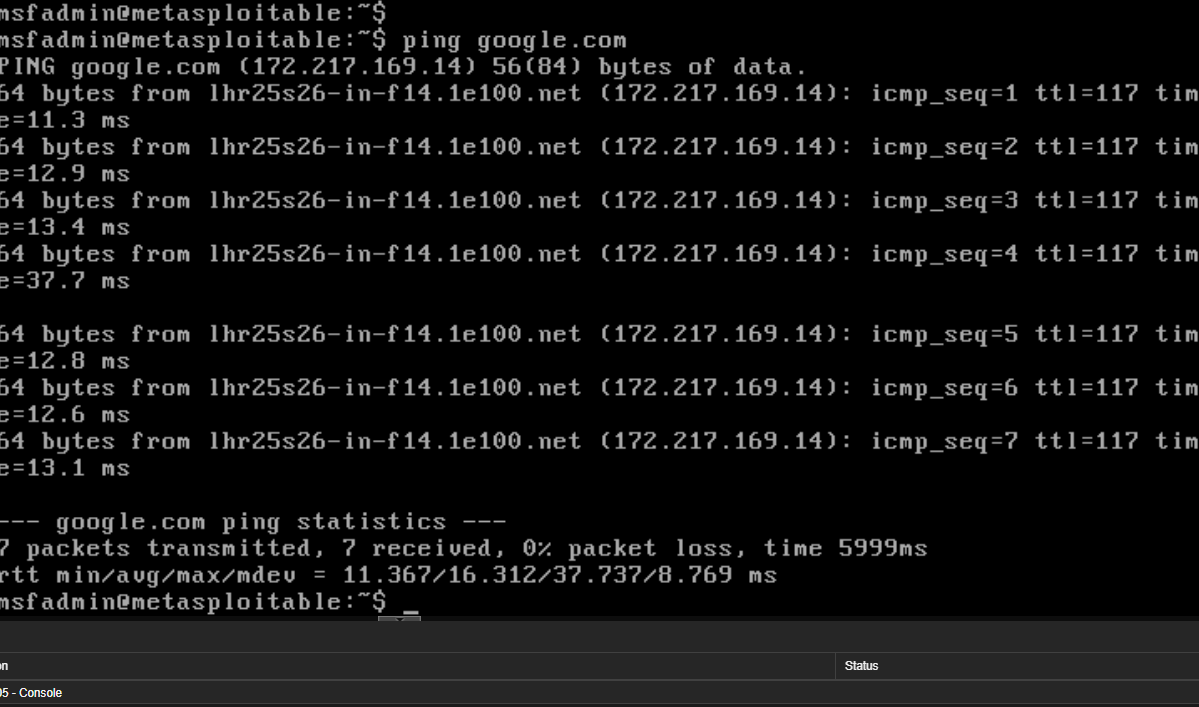 msfadmin@metasploitable:~$
msfadmin@metasploitable:~$ ping google.com
PING google.com (172.217.169.14) 56(84) bytes of data.
64 bytes from lhr25s26-in-f14.1e100.net (172.217.169.14): icmp_seq=1 ttl=117 tim
e=11.3 ms
64 bytes from lhr25s26-in-f14.1e100.net (172.217.169.14): icmp_seq=2 ttl=117 tim
e=12.9 ms
64 bytes from lhr25s26-in-f14.1e100.net (172.217.169.14): icmp_seq=3 ttl=117 tim
e=13.4 ms
64 bytes from lhr25s26-in-f14.1e100.net (172.217.169.14): icmp_seq=4 ttl=117 tim
e=37.7 ms
64 bytes from lhr25s26-in-f14.1e100.net (172.217.169.14): icmp_seq=5 ttl=117 tim
e=12.8 ms
64 bytes from lhr25s26-in-f14.1e100.net (172.217.169.14): icmp_seq=6 ttl=117 tim
e=12.6 ms
64 bytes from lhr25s26-in-f14.1e100.net (172.217.169.14): icmp_seq=7 ttl=117 tim
e=13.1 ms
--- google.com ping statistics ---
7 packets transmitted, 7 received, 0% packet loss, time 5999ms
rtt min/avg/max/mdev = 11.367/16.312/37.737/8.769 ms
msfadmin@metasploitable:~$ _
on Status
05 - Console